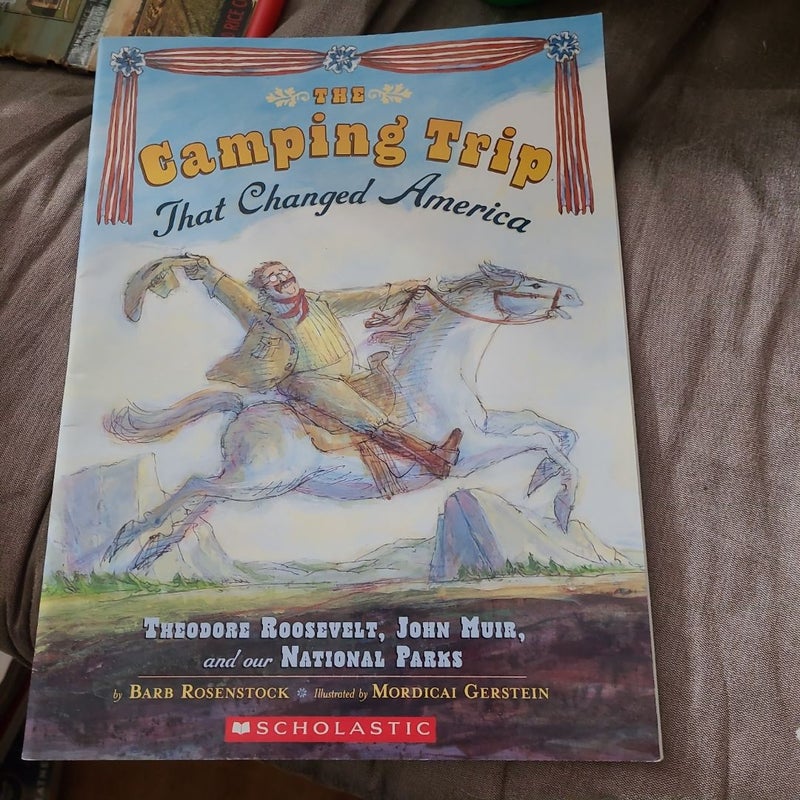 RICE
THE
Camping Trip
That Changed America
THEODORE ROOSEVELT, JOHN MUIR,
and our NATIONAL PARKS
by BARB ROSENSTOCK Illustrated by MORDICAI GERSTEIN
SCHOLASTIC